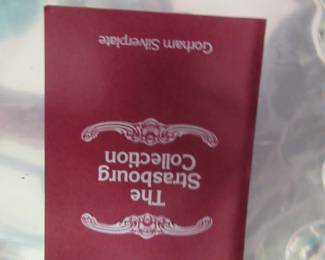 The
Strasbourg
Collection
Gorham Silverplate